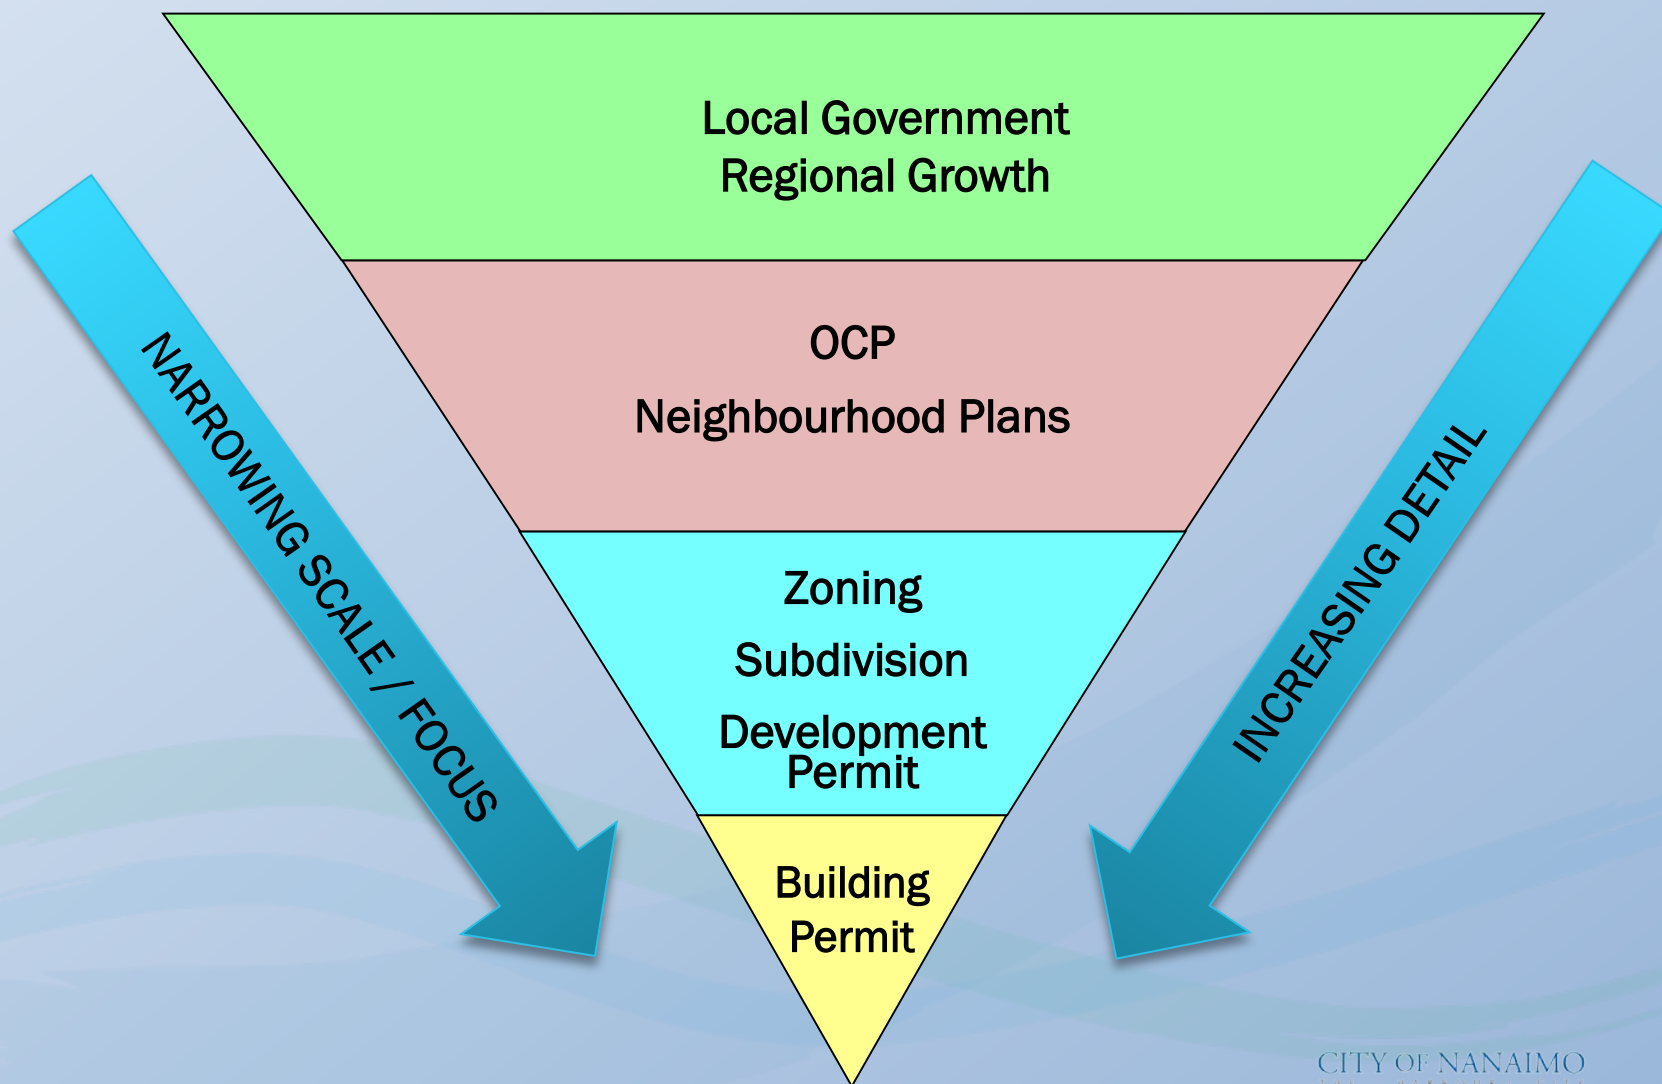 Local Government
Regional Growth
OCP
Neighbourhood Plans
Zoning
Subdivision
Development
Permit
Building
Permit
NARROWING SCALE / FOCUS
INCREASING DETAIL
CITY OF NANAIMO